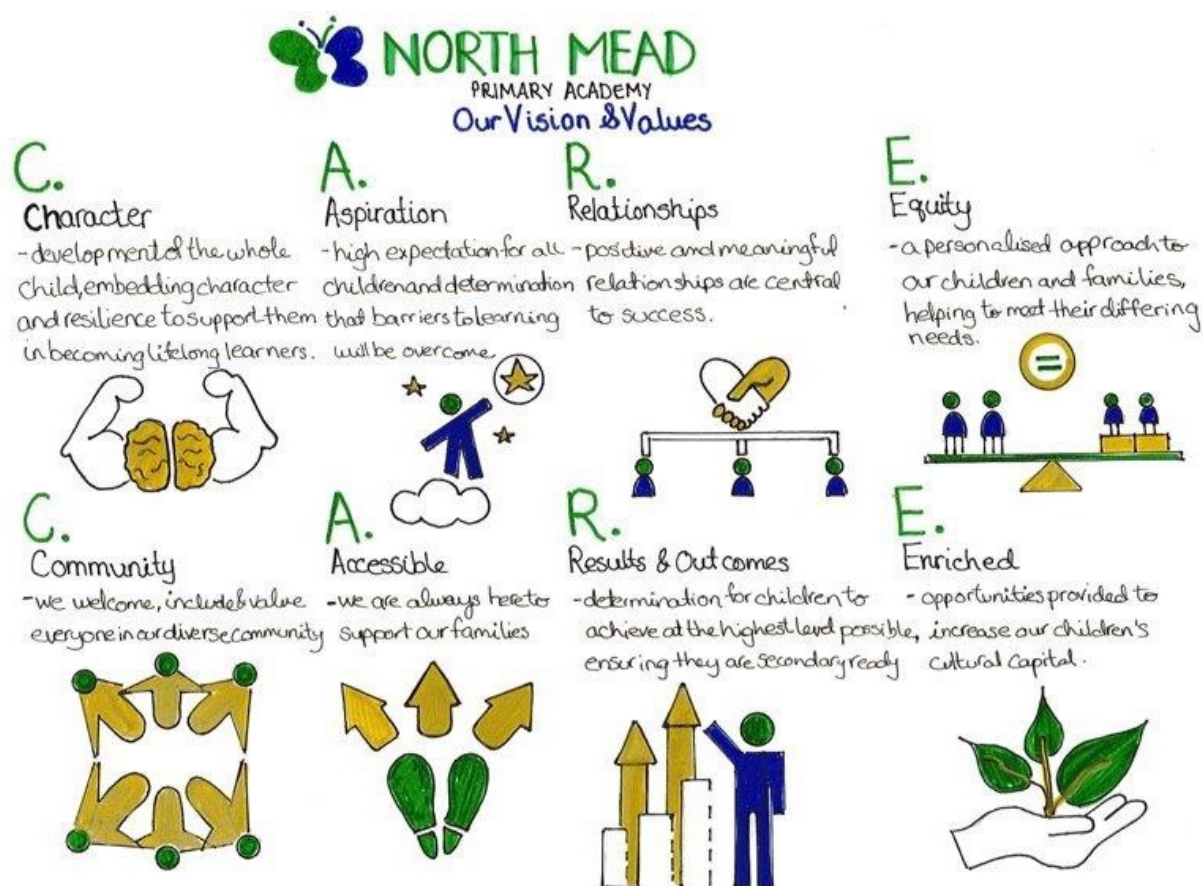 NORTH MEAD
PRIMARY ACADEMY
Our Vision & Values
C.
Character
- development of the whole
child, embedding character
and resilience to support them
in becoming lifelong learners.
A.
Aspiration
- high expectation for all
children and determination
that barriers to learning
will be overcome
R.
Relationships
- positive and meaningful
relationships are central
to success.
E.
Equity
- a personalised approach to
our children and families,
helping to meet their differing
needs.
=
C.
Community
- we welcome, include & value
everyone in our diverse community
A.
Accessible
- we are always here to
support our families
R.
Results & Outcomes
- determination for children to
achieve at the highest level possible,
ensuring they are secondary ready
E.
Enriched
- opportunities provided to
increase our children's
cultural capital.